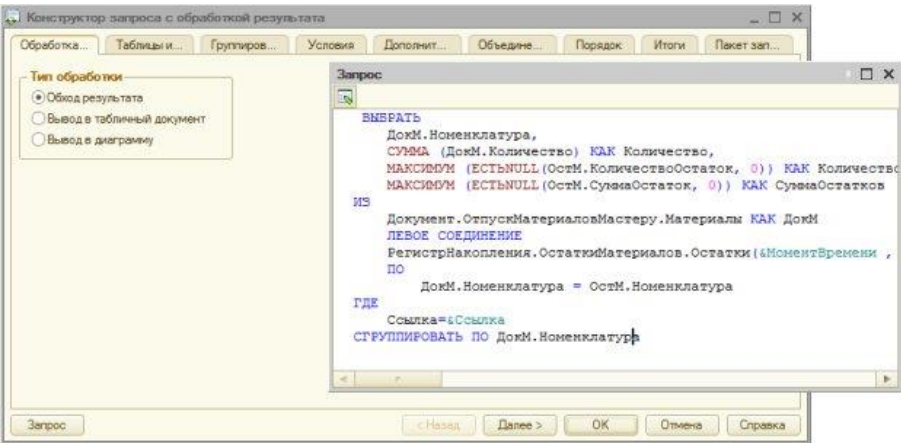 Конструктор запроса с обработкой результата
Обработка... Таблицы и... Группиров... Условия Дополнит... Объедине... Порядок Итоги Пакет зап...
Тип обработки
Обход результата
Вывод в табличный документ
Вывод в диаграмму
Запрос
ВЫБРАТЬ
ДокМ.Номенклатура,
СУММА (ДокМ.Количество) КАК Количество,
МАКСИМУМ (ЕСТЬNULL(ОстМ.КоличествоОстаток, 0)) КАК Количество
МАКСИМУМ (ЕСТЬNULL(ОстМ.СуммаОстаток, 0)) КАК СуммаОстатков
ИЗ
Документ.ОтпускМатериаловМастеру.Материалы КАК ДокМ
ЛЕВОЕ СОЕДИНЕНИЕ
РегистрНакопления.ОстаткиМатериалов.Остатки(&МоментВремени ,
ПО
ДокМ.Номенклатура = ОстМ.Номенклатура
ГДЕ
Ссылка=&Ссылка
СГРУППИРОВАТЬ ПО ДокМ.Номенклатура
Запрос < Назад Далее > ОК Отмена Справка